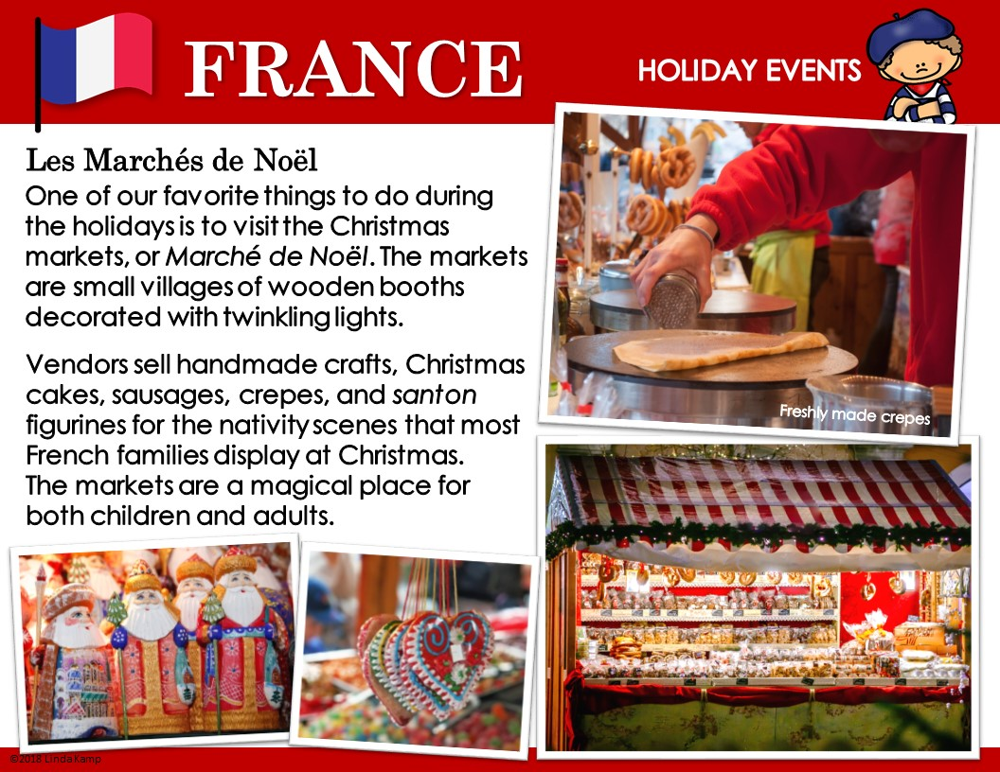 FRANCE
HOLIDAY EVENTS
Les Marchés de Noël
One of our favorite things to do during
the holidays is to visit the Christmas
markets, or Marché de Noël. The markets
are small villages of wooden booths
decorated with twinkling lights.
Vendors sell handmade crafts, Christmas
cakes, sausages, crepes, and santon
figurines for the nativity scenes that most
French families display at Christmas.
The markets are a magical place for
both children and adults.
Freshly made crepes
©2018 Linda Kamp